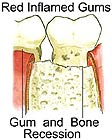 Red Inflamed Gums
Gum and Bone
Recession